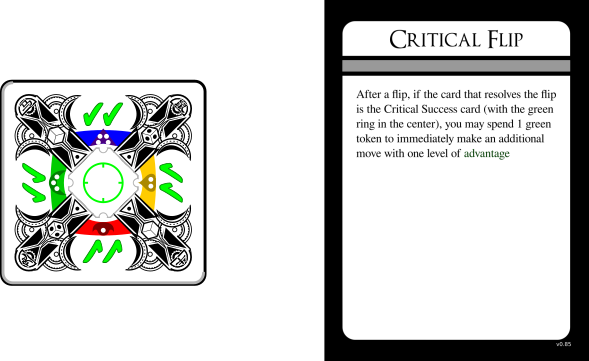 CRITICAL FLIP
After a flip, if the card that resolves the flip
is the Critical Success card (with the green
ring in the center), you may spend 1 green
token to immediately make an additional
move with one level of advantage
v0.85